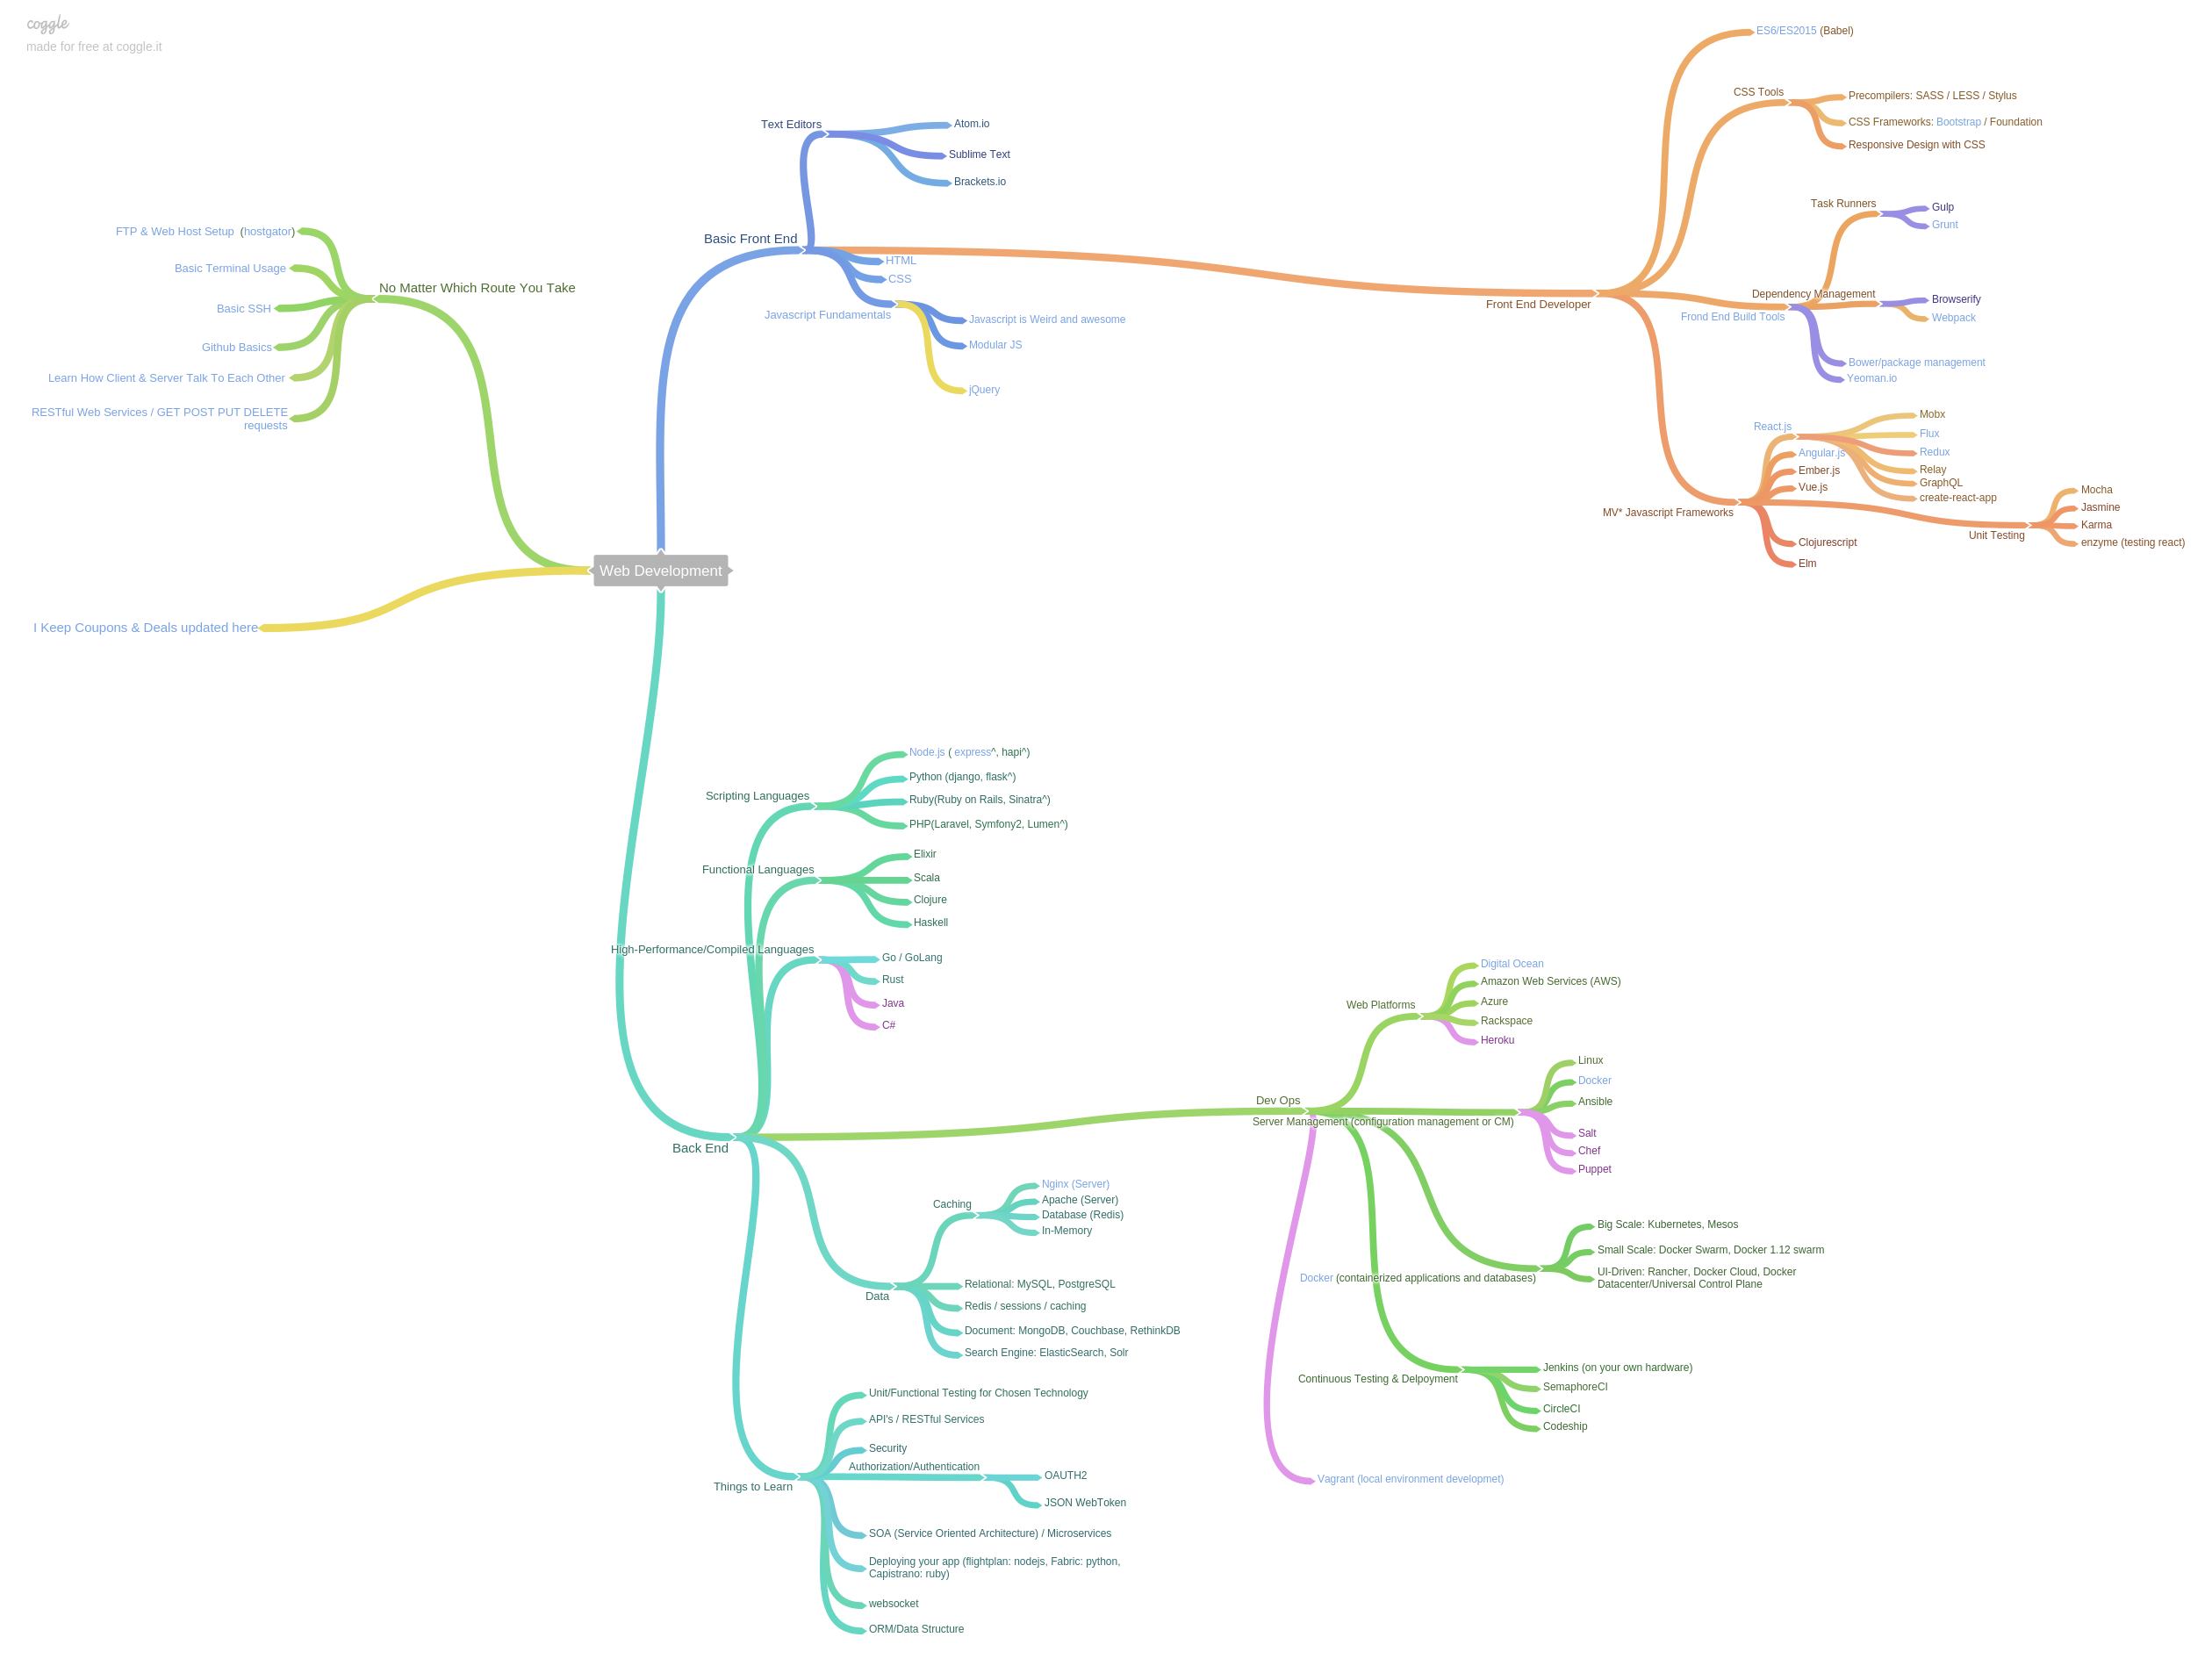 coggle
made for free at coggle.it
Web Development
No Matter Which Route You Take
FTP & Web Host Setup  (hostgator)
Basic Terminal Usage
Basic SSH
Github Basics
Learn How Client & Server Talk To Each Other
RESTful Web Services / GET POST PUT DELETE
requests
I Keep Coupons & Deals updated here
Basic Front End
Text Editors
Atom.io
Sublime Text
Brackets.io
HTML
CSS
Javascript Fundamentals
Javascript is Weird and awesome
Modular JS
jQuery
Front End Developer
ES6/ES2015 (Babel)
CSS Tools
Precompilers: SASS / LESS / Stylus
CSS Frameworks: Bootstrap / Foundation
Responsive Design with CSS
Frond End Build Tools
Task Runners
Gulp
Grunt
Dependency Management
Browserify
Webpack
Bower/package management
Yeoman.io
MV* Javascript Frameworks
React.js
Mobx
Flux
Redux
Relay
GraphQL
create-react-app
Angular.js
Ember.js
Vue.js
Unit Testing
Mocha
Jasmine
Karma
enzyme (testing react)
Clojurescript
Elm
Back End
Scripting Languages
Node.js ( express^, hapi^)
Python (django, flask^)
Ruby(Ruby on Rails, Sinatra^)
PHP(Laravel, Symfony2, Lumen^)
Functional Languages
Elixir
Scala
Clojure
Haskell
High-Performance/Compiled Languages
Go / GoLang
Rust
Java
C#
Dev Ops
Web Platforms
Digital Ocean
Amazon Web Services (AWS)
Azure
Rackspace
Heroku
Server Management (configuration management or CM)
Linux
Docker
Ansible
Salt
Chef
Puppet
Docker (containerized applications and databases)
Big Scale: Kubernetes, Mesos
Small Scale: Docker Swarm, Docker 1.12 swarm
UI-Driven: Rancher, Docker Cloud, Docker
Datacenter/Universal Control Plane
Continuous Testing & Delpoyment
Jenkins (on your own hardware)
SemaphoreCI
CircleCI
Codeship
Vagrant (local environment developmet)
Data
Caching
Nginx (Server)
Apache (Server)
Database (Redis)
In-Memory
Relational: MySQL, PostgreSQL
Redis / sessions / caching
Document: MongoDB, Couchbase, RethinkDB
Search Engine: ElasticSearch, Solr
Things to Learn
Unit/Functional Testing for Chosen Technology
API's / RESTful Services
Security
Authorization/Authentication
OAUTH2
JSON WebToken
SOA (Service Oriented Architecture) / Microservices
Deploying your app (flightplan: nodejs, Fabric: python,
Capistrano: ruby)
websocket
ORM/Data Structure